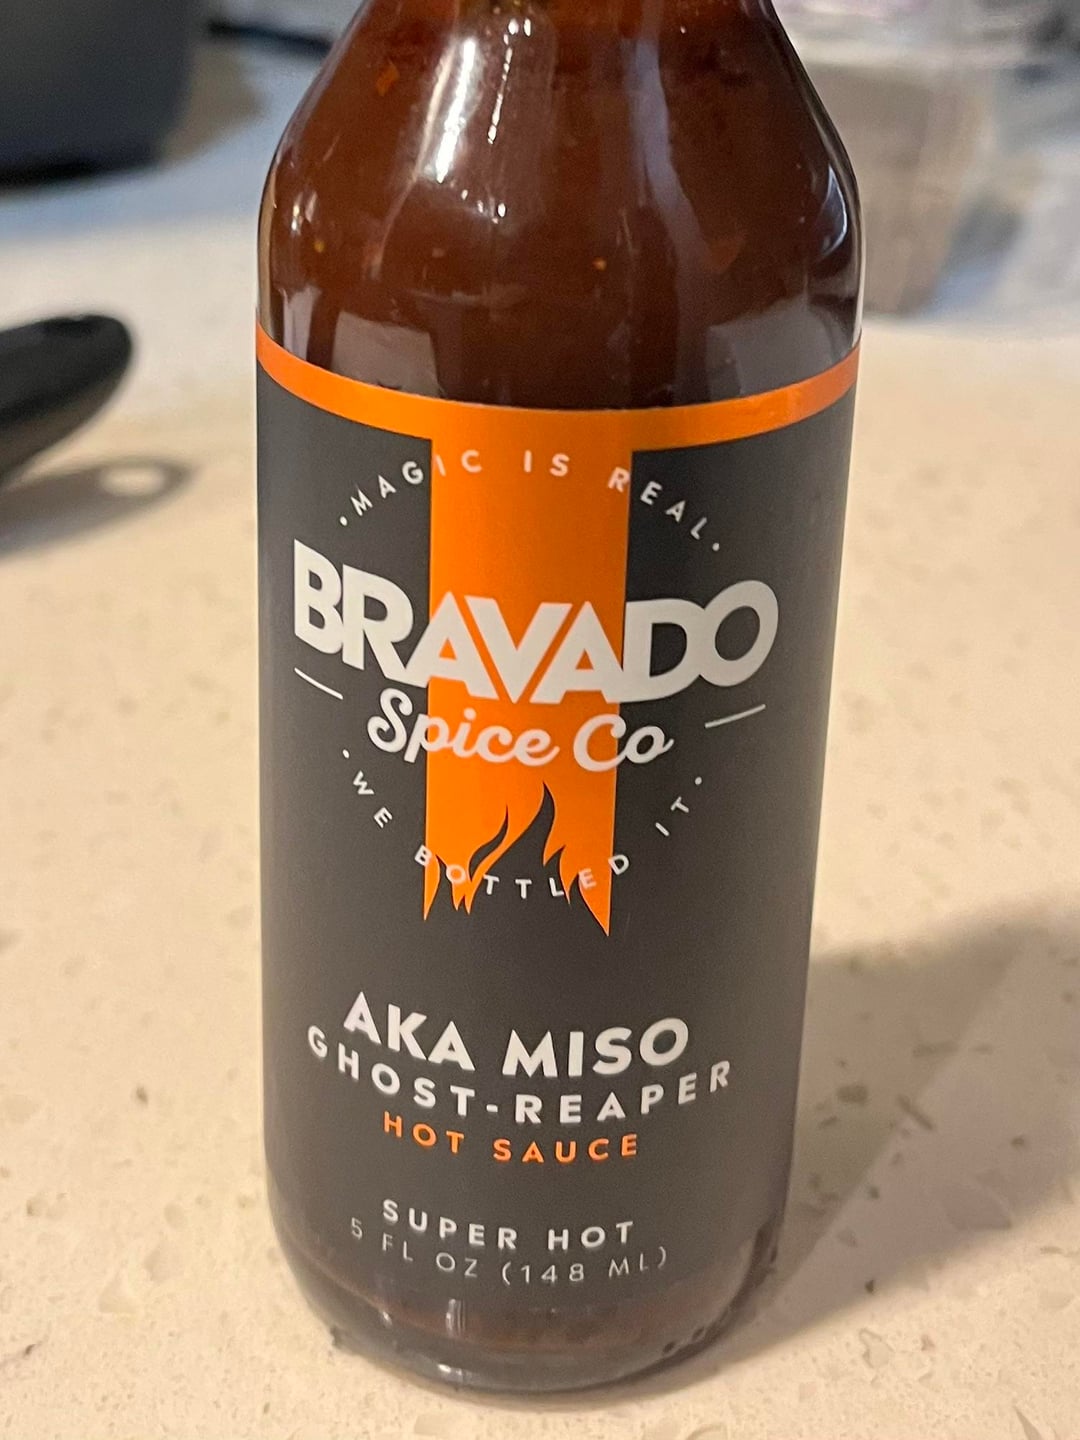 • MAGIC IS REAL •
BRAVADO
Spice Co
• WE BOTTLED IT •
AKA MISO
GHOST-REAPER
HOT SAUCE
SUPER HOT
5 FL OZ (148 ML)